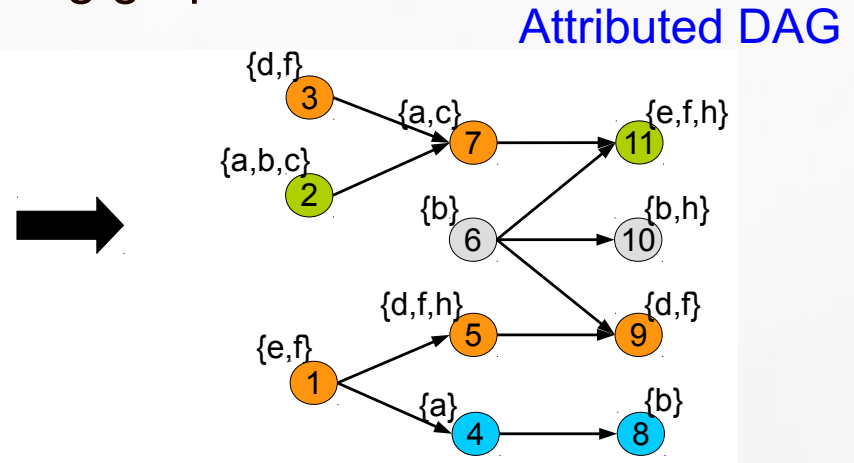 g g p
Attributed DAG
{d,f}
3
{a,c}
7
{e,f,h}
11
{a,b,c}
2
{b}
6
{b,h}
10
{d,f,h}
5
{d,f}
9
{e,f}
1
{a}
4
{b}
8